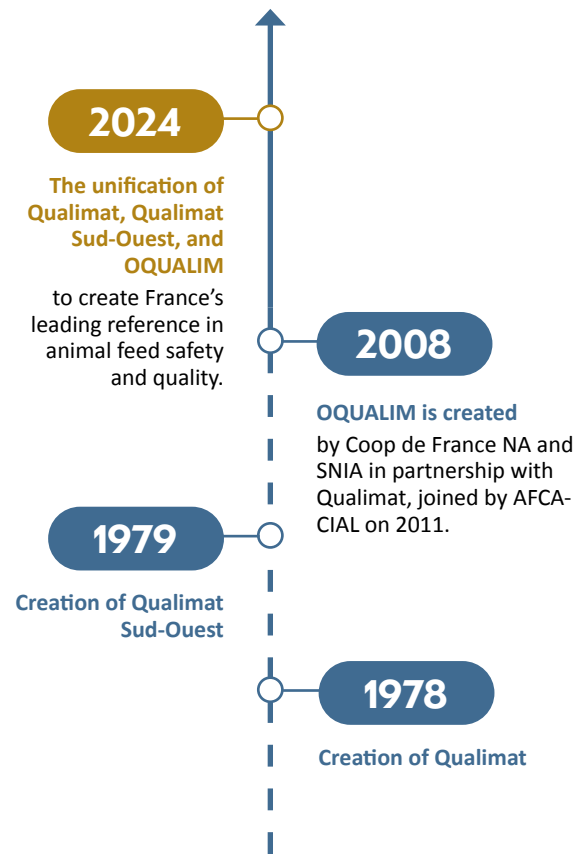 2024
The unification of
Qualimat, Qualimat
Sud-Ouest, and
OQUALIM
to create France's
leading reference in
animal feed safety
and quality.
2008
OQUALIM is created
by Coop de France NA and
SNIA in partnership with
Qualimat, joined by AFCA-
CIAL on 2011.
1979
Creation of Qualimat
Sud-Ouest
1978
Creation of Qualimat